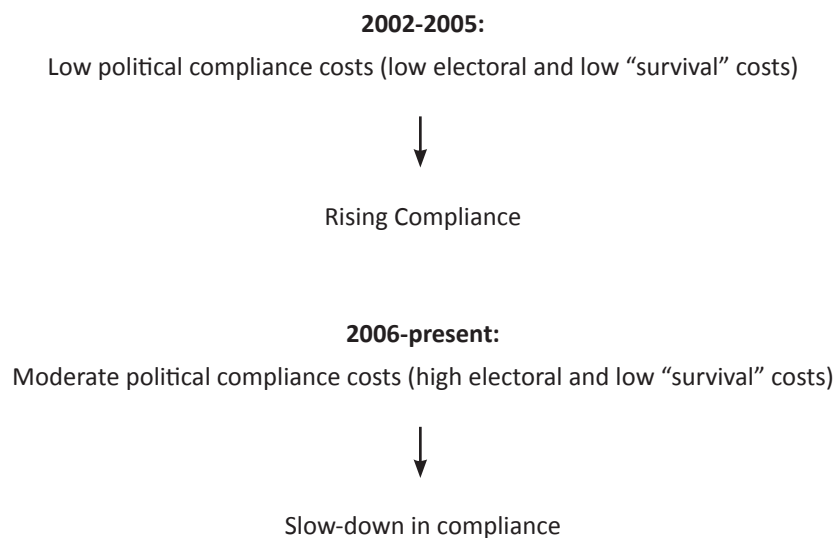 2002-2005:
Low political compliance costs (low electoral and low “survival” costs)
Rising Compliance
2006-present:
Moderate political compliance costs (high electoral and low “survival” costs)
Slow-down in compliance